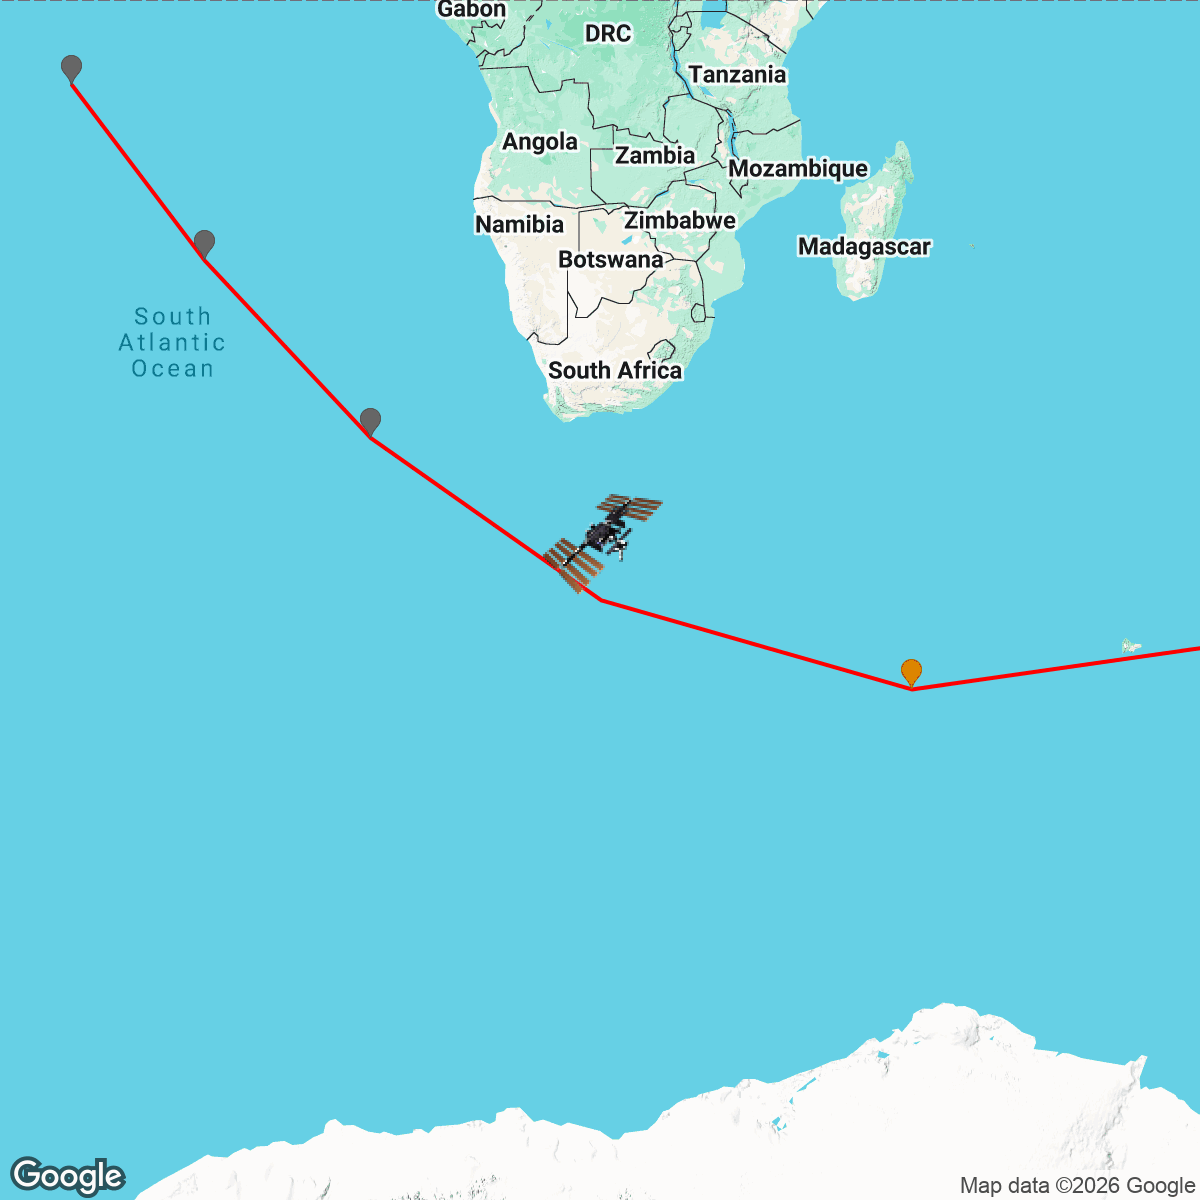 Gabon
DRC
Tanzania
Angola
Zambia
Mozambique
Namibia
Zimbabwe
Botswana
Madagascar
South
Atlantic
Ocean
South Africa
Google
Map data ©2026 Google